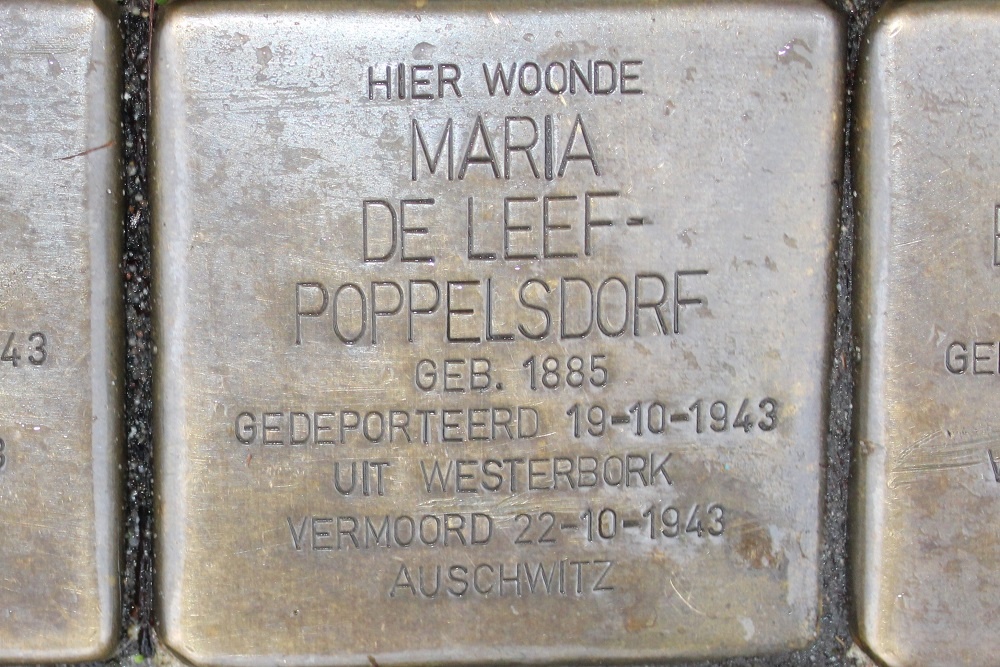 HIER WOONDE
MARIA
DE LEEF-
POPPELSDORF
GEB. 1885
GEDEPORTEERD 19-10-1943
UIT WESTERBORK
VERMOORD 22-10-1943
AUSCHWITZ
43